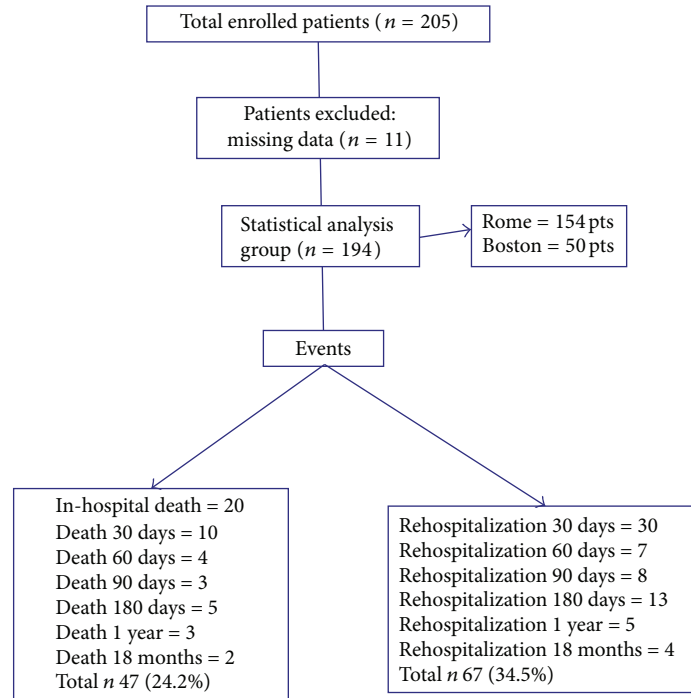 Total enrolled patients (n = 205)
Patients excluded:
missing data (n = 11)
Statistical analysis
group (n = 194)
Rome = 154 pts
Boston = 50 pts
Events
In-hospital death = 20
Death 30 days = 10
Death 60 days = 4
Death 90 days = 3
Death 180 days = 5
Death 1 year = 3
Death 18 months = 2
Total n 47 (24.2%)
Rehospitalization 30 days = 30
Rehospitalization 60 days = 7
Rehospitalization 90 days = 8
Rehospitalization 180 days = 13
Rehospitalization 1 year = 5
Rehospitalization 18 months = 4
Total n 67 (34.5%)